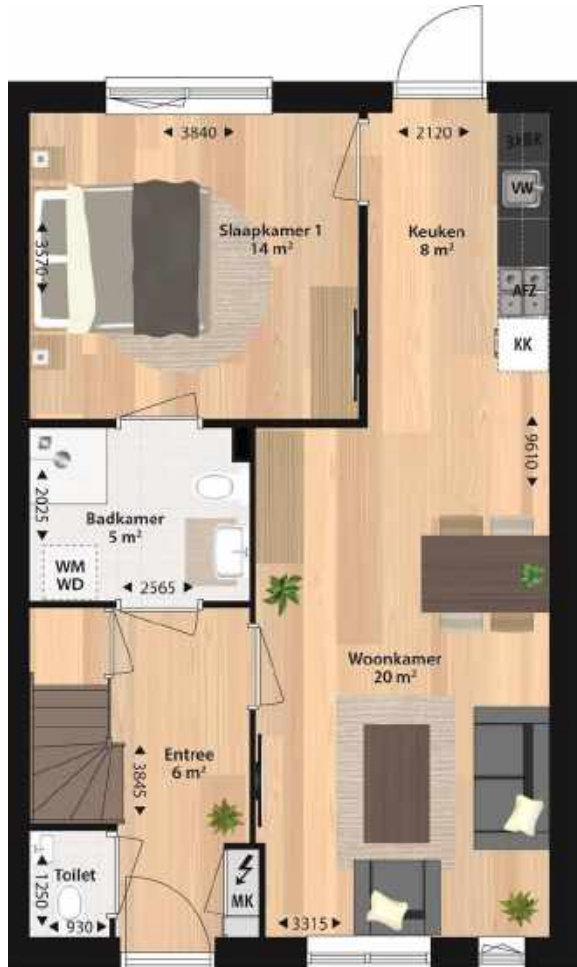 ◄ 3840 ►
◄ 2120 ►
VW
Slaapkamer 1
14 m²
Keuken
8 m²
◄ 3570 ►
AFZ
KK
◄ 9610 ►
◄ 2025 ►
Badkamer
5 m²
WM
WD
◄ 2565 ►
Woonkamer
20 m²
Entree
6 m²
◄ 3845 ►
Toilet
◄ 1250 ►
MK
◄ 930 ►
◄ 3315 ►